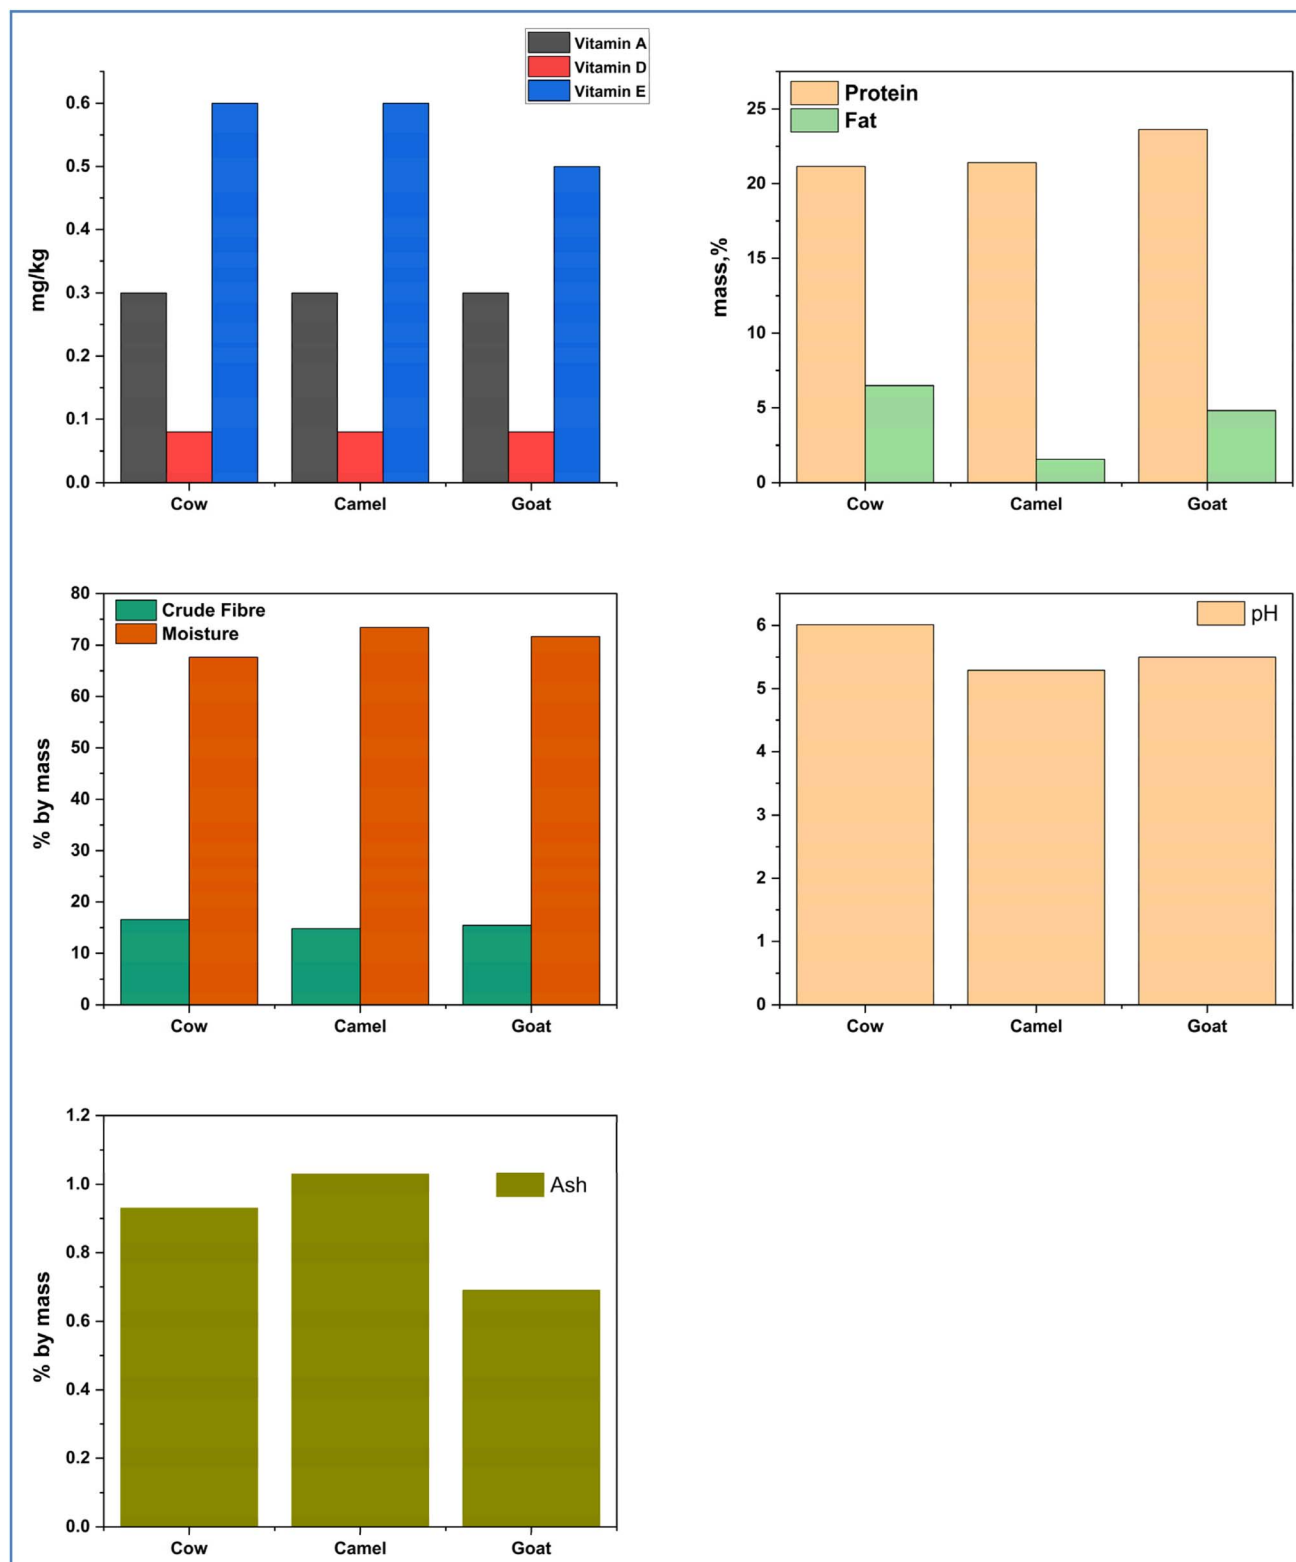 Vitamin A
Vitamin D
Vitamin E
mg/kg
0.6
0.5
0.4
0.3
0.2
0.1
0.0
Cow Camel Goat
Protein
Fat
mass,%
25
20
15
10
5
0
Cow Camel Goat
Crude Fibre
Moisture
% by mass
80
70
60
50
40
30
20
10
0
Cow Camel Goat
pH
6
5
4
3
2
1
0
Cow Camel Goat
Ash
% by mass
1.2
1.0
0.8
0.6
0.4
0.2
0.0
Cow Camel Goat